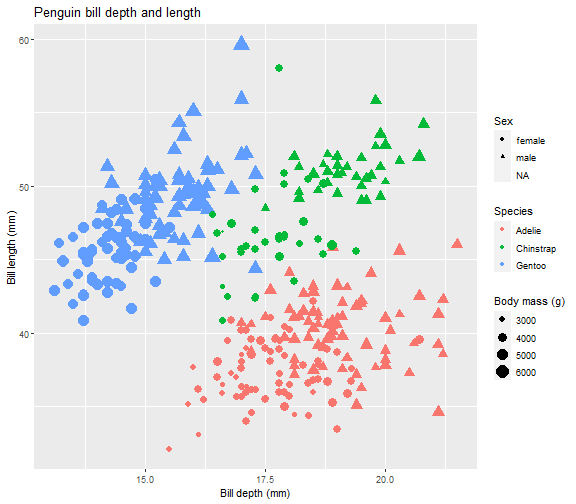 Penguin bill depth and length
60
50
40
Bill length (mm)
15.0
17.5
20.0
Bill depth (mm)
Sex
female
male
NA
Species
Adelie
Chinstrap
Gentoo
Body mass (g)
3000
4000
5000
6000